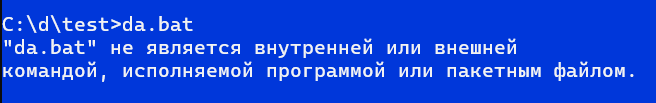 C:\d\test>da.bat
"da.bat" не является внутренней или внешней
командой, исполняемой программой или пакетным файлом.